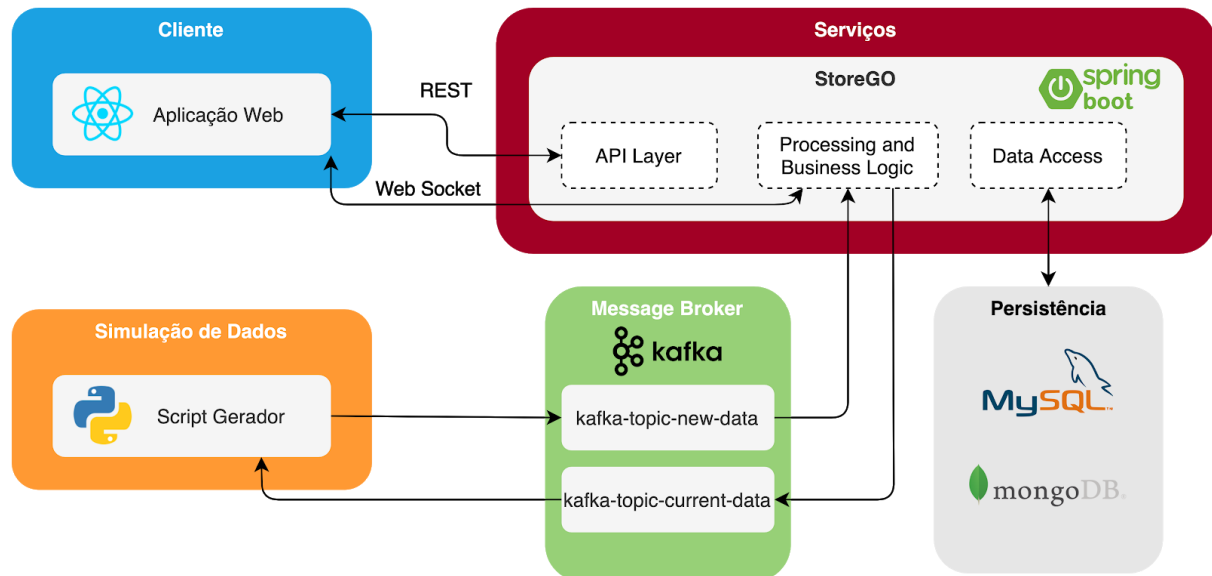 Cliente
Aplicação Web
REST
Web Socket
Serviços
StoreGO
spring
boot
API Layer
Processing and
Business Logic
Data Access
Simulação de Dados
Script Gerador
Message Broker
kafka
kafka-topic-new-data
kafka-topic-current-data
Persistência
MySQL™
mongoDB®